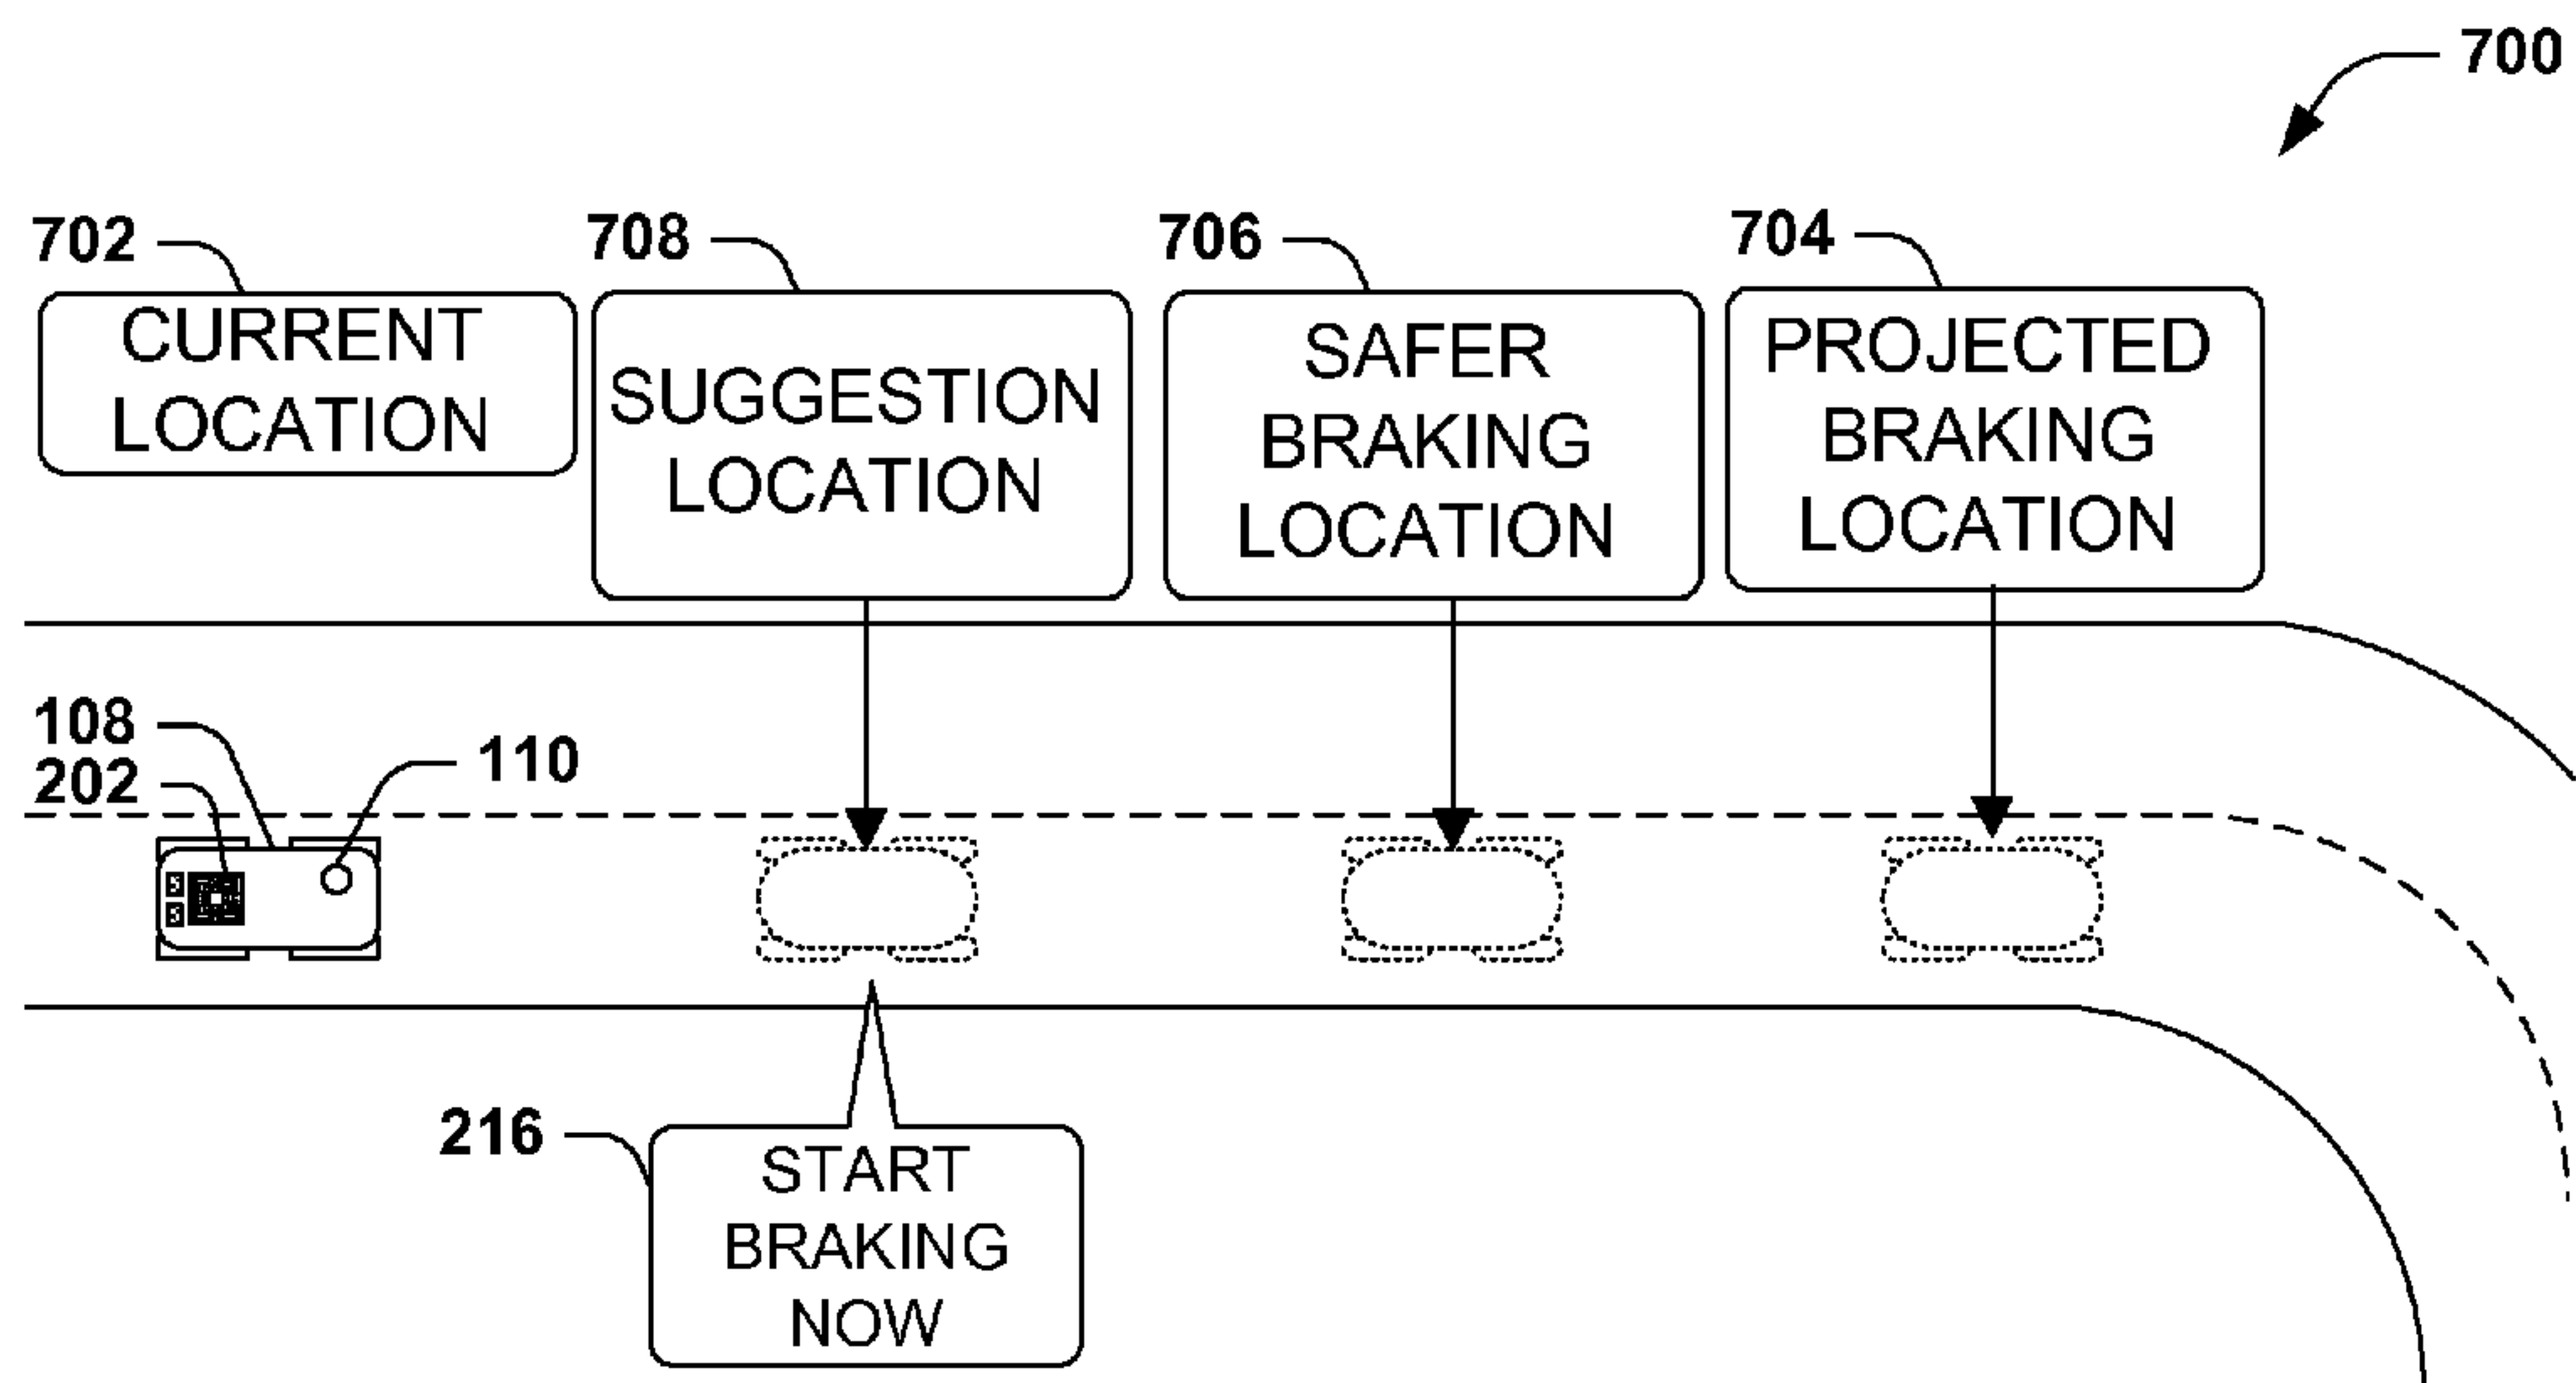 700
702
708
706
704
CURRENT
LOCATION
SUGGESTION
LOCATION
SAFER
BRAKING
LOCATION
PROJECTED
BRAKING
LOCATION
108
202
110
216
START
BRAKING
NOW